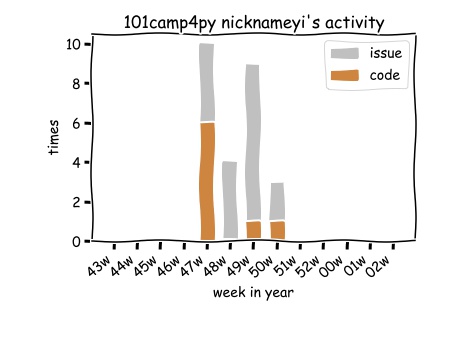 101camp4py nicknameyi's activity
issue
code
times
10
8
6
4
2
0
43w 44w 45w 46w 47w 48w 49w 50w 51w 52w 00w 01w 02w
week in year